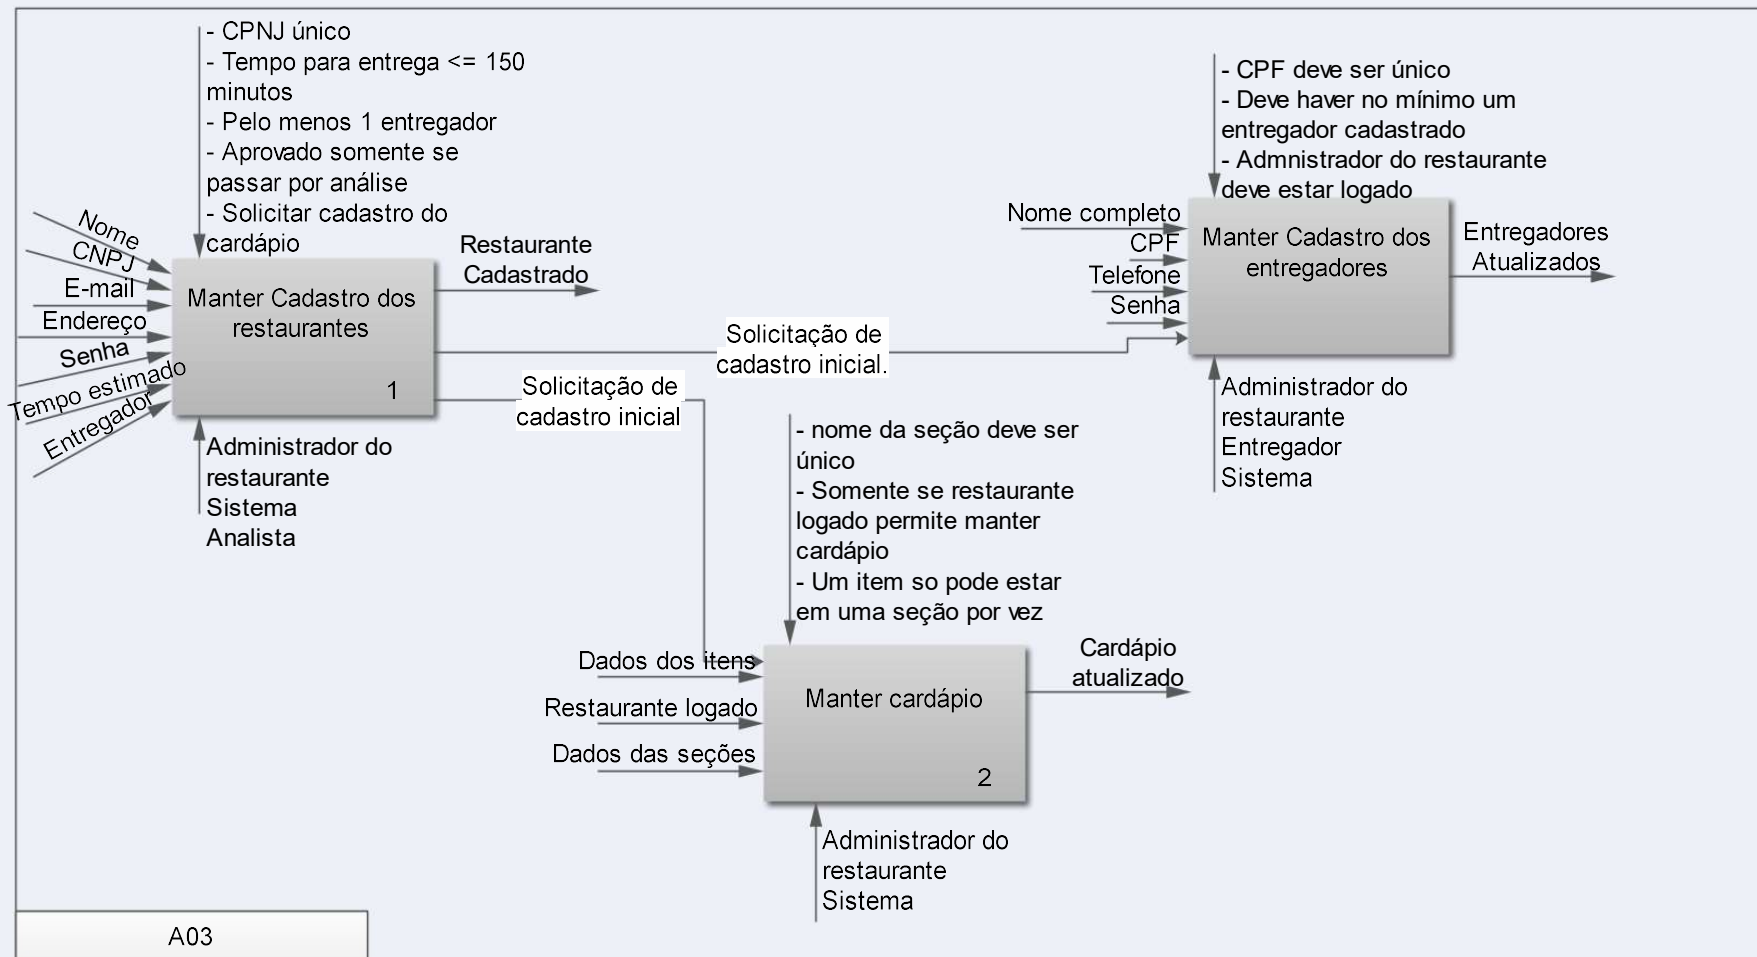 - CPNJ único
- Tempo para entrega <= 150
minutos
- Pelo menos 1 entregador
- Aprovado somente se
passar por análise
- Solicitar cadastro do
cardápio
Nome
CNPJ
E-mail
Endereço
Senha
Tempo estimado
Entregador
Manter Cadastro dos
restaurantes
1
Restaurante
Cadastrado
Administrador do
restaurante
Sistema
Analista
Solicitação de
cadastro inicial.
Solicitação de
cadastro inicial
- CPF deve ser único
- Deve haver no mínimo um
entregador cadastrado
- Admnistrador do restaurante
deve estar logado
Nome completo
CPF
Telefone
Senha
Manter Cadastro dos
entregadores
Entregadores
Atualizados
Administrador do
restaurante
Entregador
Sistema
- nome da seção deve ser
único
- Somente se restaurante
logado permite manter
cardápio
- Um item so pode estar
em uma seção por vez
Dados dos itens
Restaurante logado
Dados das seções
Manter cardápio
2
Cardápio
atualizado
Administrador do
restaurante
Sistema
A03